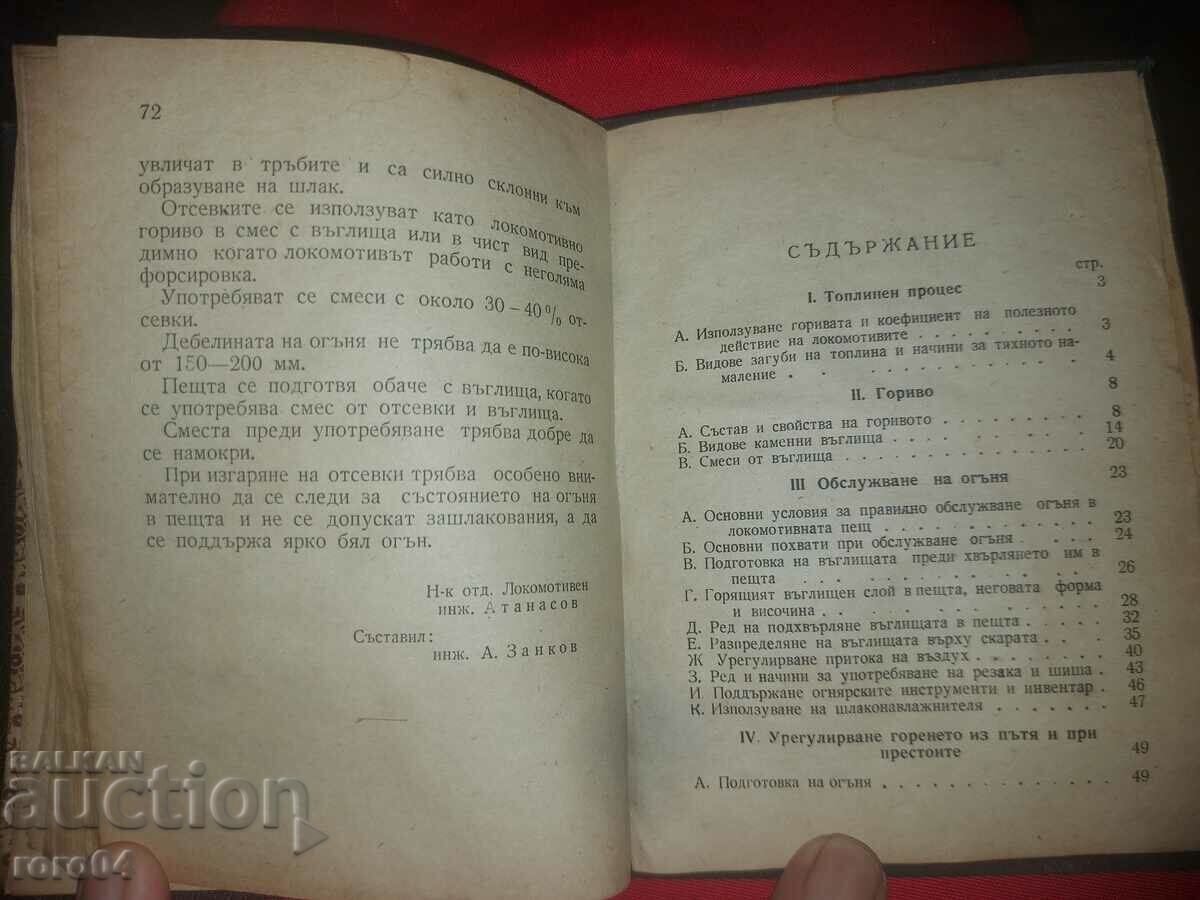 72
увличат в тръбите и са силно склонни към
образуване на шлак.
Отсевките се използуват като локомотивно
гориво в смес с въглища или в чист вид пре-
димно когато локомотивът работи с неголяма
форсировка.
Употребяват се смеси с около 30–40% от-
севки.
Дебелината на огъня не трябва да е по-висока
от 150—200 мм.
Пещта се подготвя обаче с въглища, когато
се употребява смес от отсевки и въглища.
Сместа преди употребяване трябва добре да
се намокри.
При изгаряне на отсевки трябва особено вни-
мателно да се следи за състоянието на огъня
в пещта и не се допускат зашлакования, а да
се поддържа ярко бял огън.
Н-к отд. Локомотивен
инж. Атанасов
Съставил:
инж. А. Занков
СЪДЪРЖАНИЕ
стр.
I. Топлинен процес 3
А. Използуване горивата и коефициент на полезното
действие на локомотивите . . . . . . . . 3
Б. Видове загуби на топлина и начини за тяхното на-
маление . . . . . . . . . . . . 4
II. Гориво 8
А. Състав и свойства на горивото . . . . . . . 8
Б. Видове каменни въглища . . . . . . . . 14
В. Смеси от въглища . . . . . . . . . . 20
III Обслужване на огъня 23
А. Основни условия за правилно обслужване огъня в
локомотивната пещ . . . . . . . . . 23
Б. Основни похвати при обслужване огъня . . . . 24
В. Подготовка на въглищата преди хвърлянето им в
пещта . . . . . . . . . . . . 26
Г. Горящият въглищен слой в пещта, неговата форма
и височина . . . . . . . . . . . 28
Д. Ред на подхвърляне въглищата в пещта . . . . 32
Е. Разпределяне на въглищата върху скарата . . . . 35
Ж Урегулирване притока на въздух . . . . . . . 40
З. Ред и начини за употребяване на резака и шиша . 43
И. Поддържане огнярските инструменти и инвентар . 46
К. Използуване на шлаконавлажнителя . . . . . . 47
IV. Урегулирване горенето из пътя и при
престоите 49
А. Подготовка на огъня . . . . . . . . . . 49
BALKAN
auction
roro04